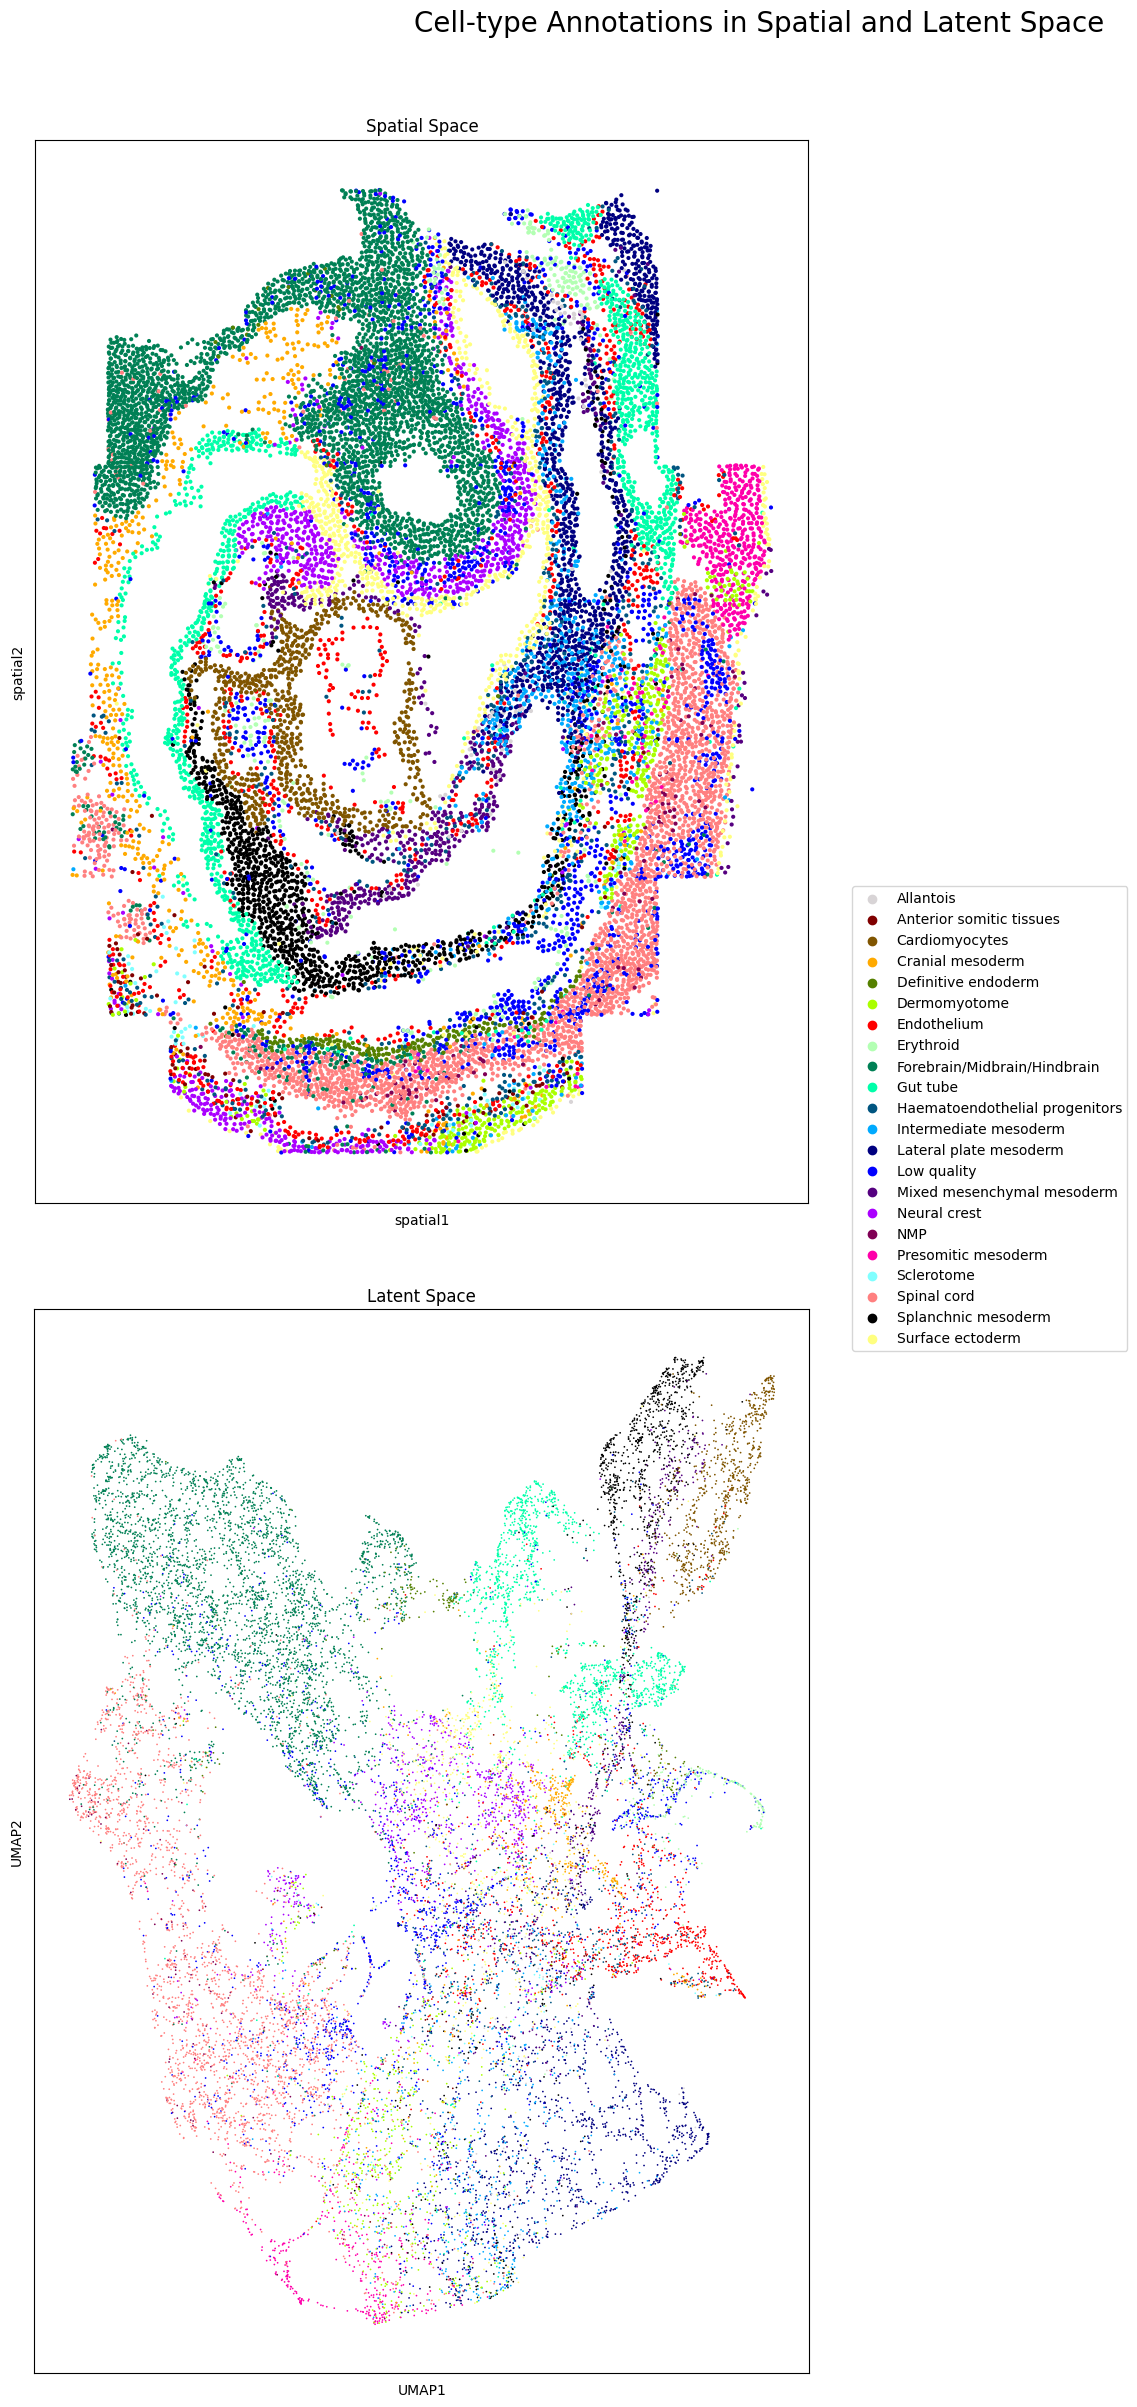 Cell-type Annotations in Spatial and Latent Space
Spatial Space
spatial2
spatial1
Allantois
Anterior somitic tissues
Cardiomyocytes
Cranial mesoderm
Definitive endoderm
Dermomyotome
Endothelium
Erythroid
Forebrain/Midbrain/Hindbrain
Gut tube
Haematoendothelial progenitors
Intermediate mesoderm
Lateral plate mesoderm
Low quality
Mixed mesenchymal mesoderm
Neural crest
NMP
Presomitic mesoderm
Sclerotome
Spinal cord
Splanchnic mesoderm
Surface ectoderm
Latent Space
UMAP2
UMAP1